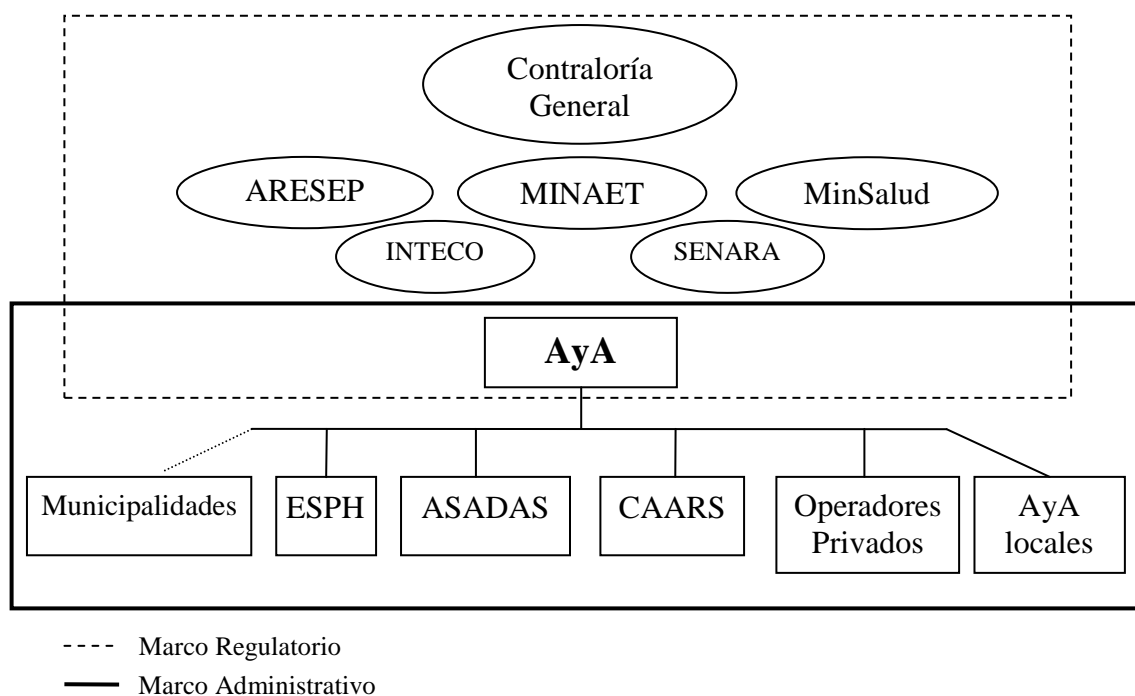 Contraloría
General
ARESEP
MINAET
MinSalud
INTECO
SENARA
AyA
Municipalidades
ESPH
ASADAS
CAARS
Operadores
Privados
AyA
locales
Marco Regulatorio
Marco Administrativo